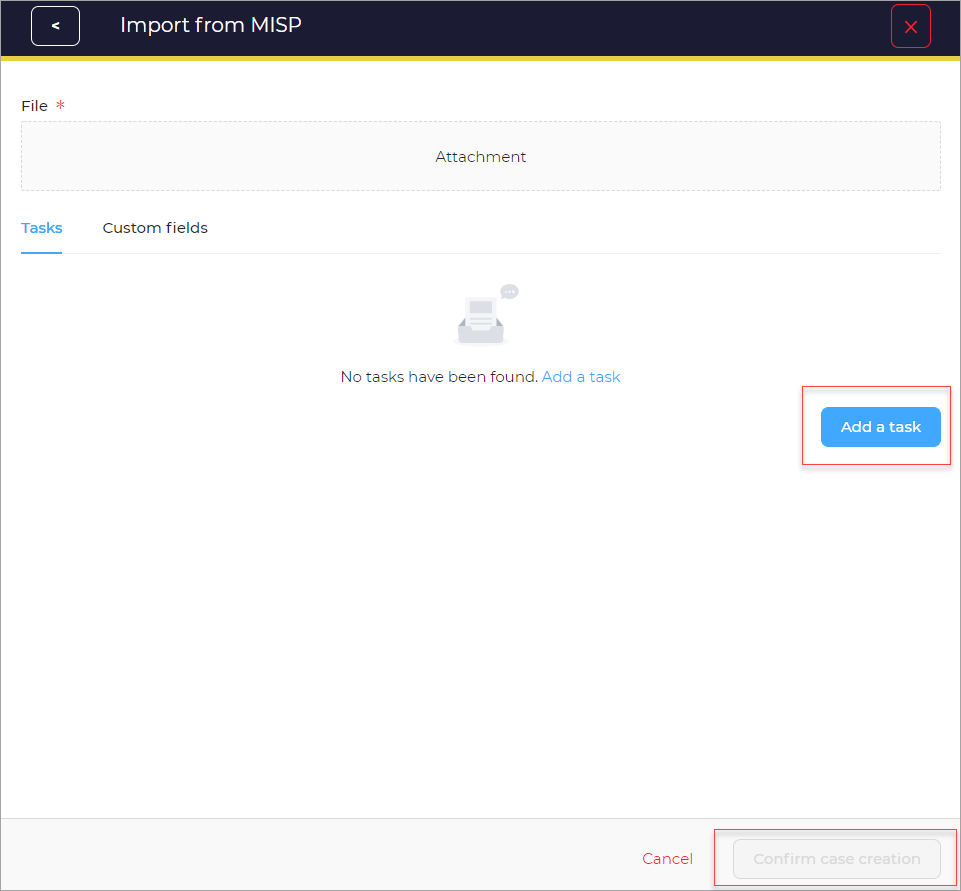 < Import from MISP
File *
Attachment
Tasks Custom fields
No tasks have been found. Add a task
Add a task
Cancel Confirm case creation